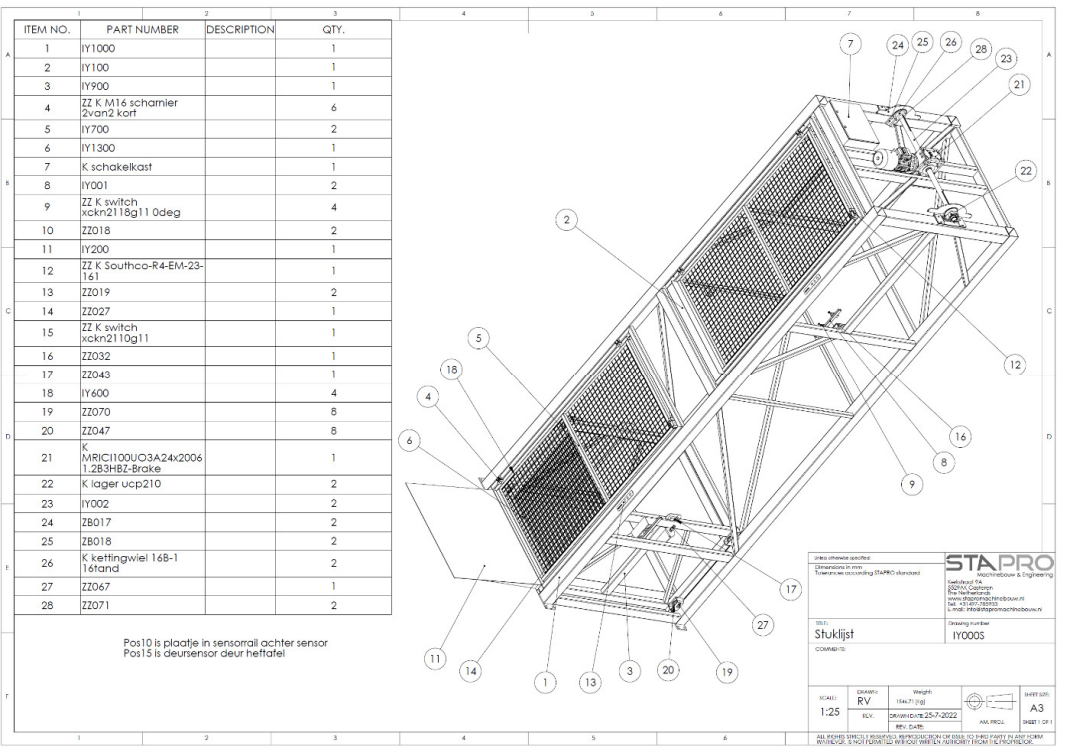 1 2 3 4 5 6 7 8
ITEM NO. PART NUMBER DESCRIPTION QTY.
1 IY1000 1
2 IY100 1
3 IY900 1
4 ZZ K M16 scharnier 2van2 kort 6
5 IY700 2
6 IY1300 1
7 K schakelkast 1
8 IY001 2
9 ZZ K switch xckn2118g11 0deg 4
10 ZZ018 2
11 IY200 1
12 ZZ K Southco-R4-EM-23-161 1
13 ZZ019 2
14 ZZ027 1
15 ZZ K switch xckn2110g11 1
16 ZZ032 1
17 ZZ043 1
18 IY600 4
19 ZZ070 8
20 ZZ047 8
21 K MRICI100UO3A24x2006 1.2B3HBZ-Brake 1
22 K lager ucp210 2
23 IY002 2
24 ZB017 2
25 ZB018 2
26 K kettingwiel 16B-1 16tand 2
27 ZZ067 1
28 ZZ071 2
Pos10 is plaatje in sensorrail achter sensor
Pos15 is deursensor deur heftafel
A
B
C
D
E
F
7 24 25 26 28 23 21
22
2
5
18
4
6
12
16
8
9
17
27
11 14 1 13 3 20 19
A
B
C
D
Unless otherwise specified:
Dimensions in mm
Tolerances according STAPRO standard
STAPRO
Machinebouw & Engineering
Kerkstraat 9A
5529AK Casteren
The Netherlands
www.stapromachinebouw.nl
Tel: +31497-785933
E-mail: info@stapromachinebouw.nl
TITLE:
Stuklijst
Drawing number
IY000S
COMMENTS:
SCALE:
1:25
DRAWN:
RV
REV.
Weight:
1546.71 [Kg]
DRAWN DATE: 25-7-2022
REV. DATE:
AM. PROJ.
SHEET SIZE:
A3
SHEET 1 OF 1
ALL RIGHTS STRICTLY RESERVED. REPRODUCTION OR ISSUE TO THIRD PARTY IN ANY FORM
WATHEVER, IS NOT PERMITTED WITHOUT WRITTEN AUTHORITY FROM THE PROPRIETOR.
1 2 3 4 5 6